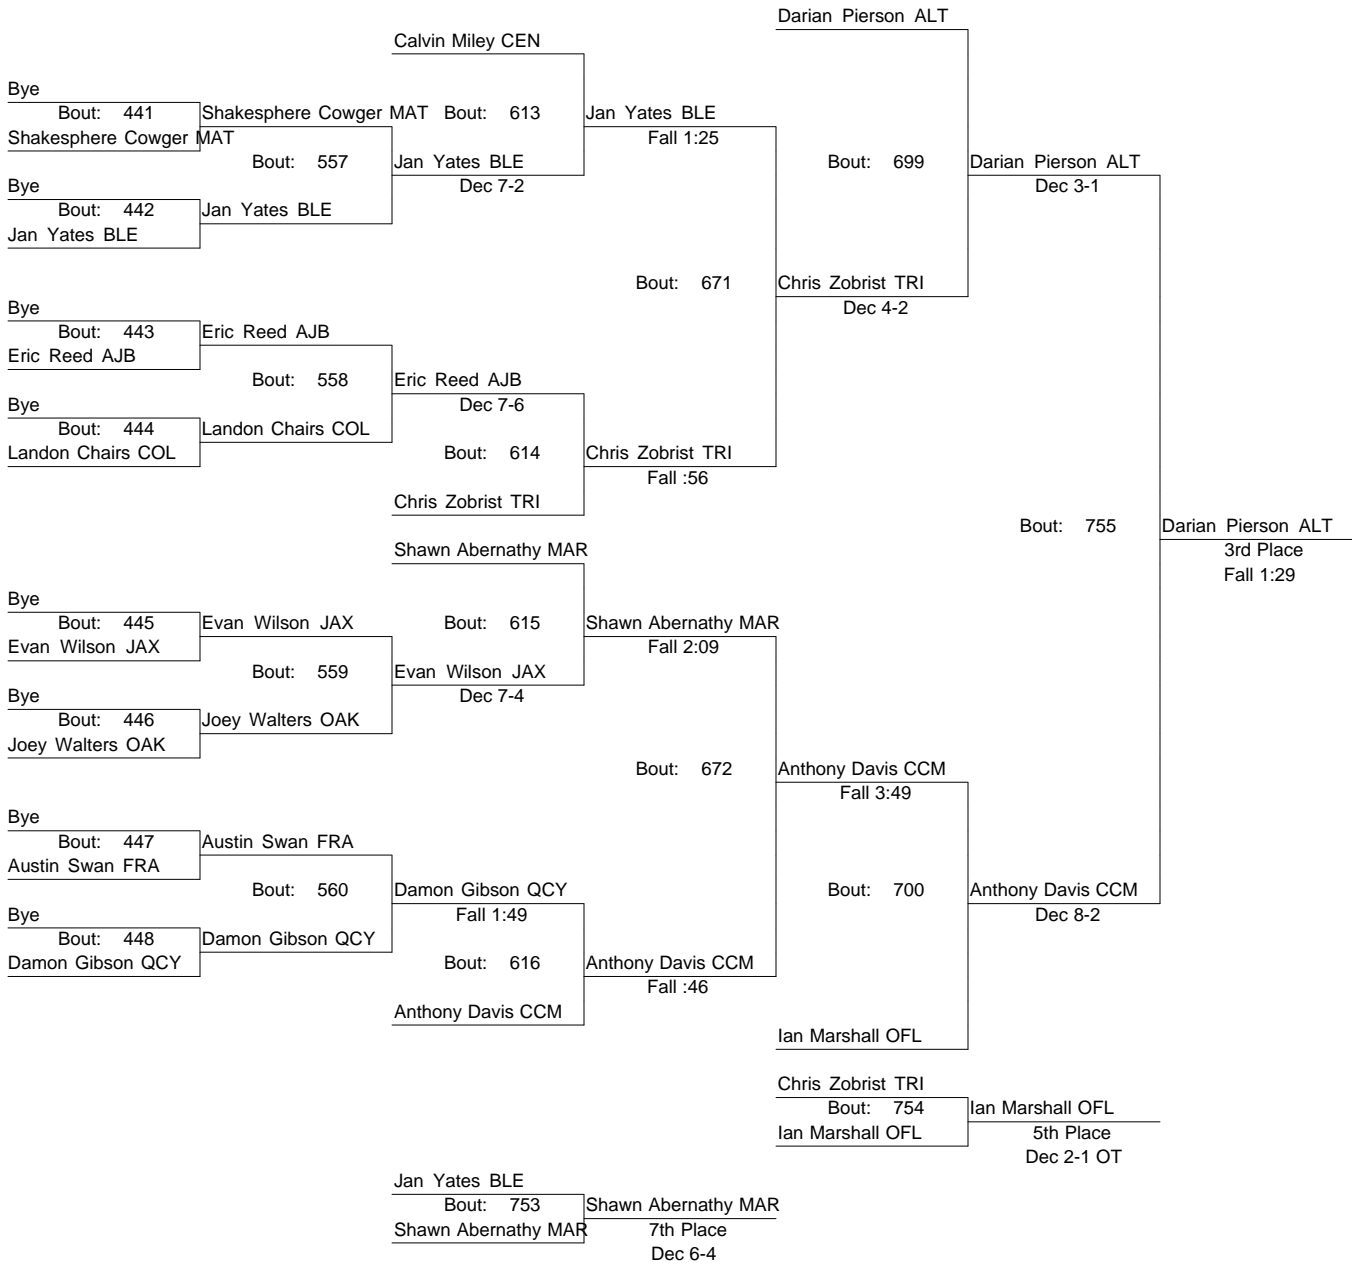 Darian Pierson ALT
Calvin Miley CEN
Bye
Bout: 441
Shakesphere Cowger MAT
Bout: 613
Jan Yates BLE
Shakesphere Cowger MAT
Fall 1:25
Bout: 557
Jan Yates BLE
Bout: 699
Darian Pierson ALT
Bye
Dec 7-2
Dec 3-1
Bout: 442
Jan Yates BLE
Jan Yates BLE
Bout: 671
Chris Zobrist TRI
Bye
Dec 4-2
Bout: 443
Eric Reed AJB
Eric Reed AJB
Bout: 558
Eric Reed AJB
Bye
Dec 7-6
Bout: 444
Landon Chairs COL
Landon Chairs COL
Bout: 614
Chris Zobrist TRI
Fall :56
Chris Zobrist TRI
Bout: 755
Darian Pierson ALT
Shawn Abernathy MAR
3rd Place
Fall 1:29
Bye
Bout: 445
Evan Wilson JAX
Bout: 615
Shawn Abernathy MAR
Evan Wilson JAX
Fall 2:09
Bout: 559
Evan Wilson JAX
Bye
Dec 7-4
Bout: 446
Joey Walters OAK
Joey Walters OAK
Bout: 672
Anthony Davis CCM
Fall 3:49
Bye
Bout: 447
Austin Swan FRA
Austin Swan FRA
Bout: 560
Damon Gibson QCY
Bout: 700
Anthony Davis CCM
Bye
Fall 1:49
Dec 8-2
Bout: 448
Damon Gibson QCY
Damon Gibson QCY
Bout: 616
Anthony Davis CCM
Fall :46
Anthony Davis CCM
Ian Marshall OFL
Chris Zobrist TRI
Bout: 754
Ian Marshall OFL
Ian Marshall OFL
5th Place
Dec 2-1 OT
Jan Yates BLE
Bout: 753
Shawn Abernathy MAR
Shawn Abernathy MAR
7th Place
Dec 6-4